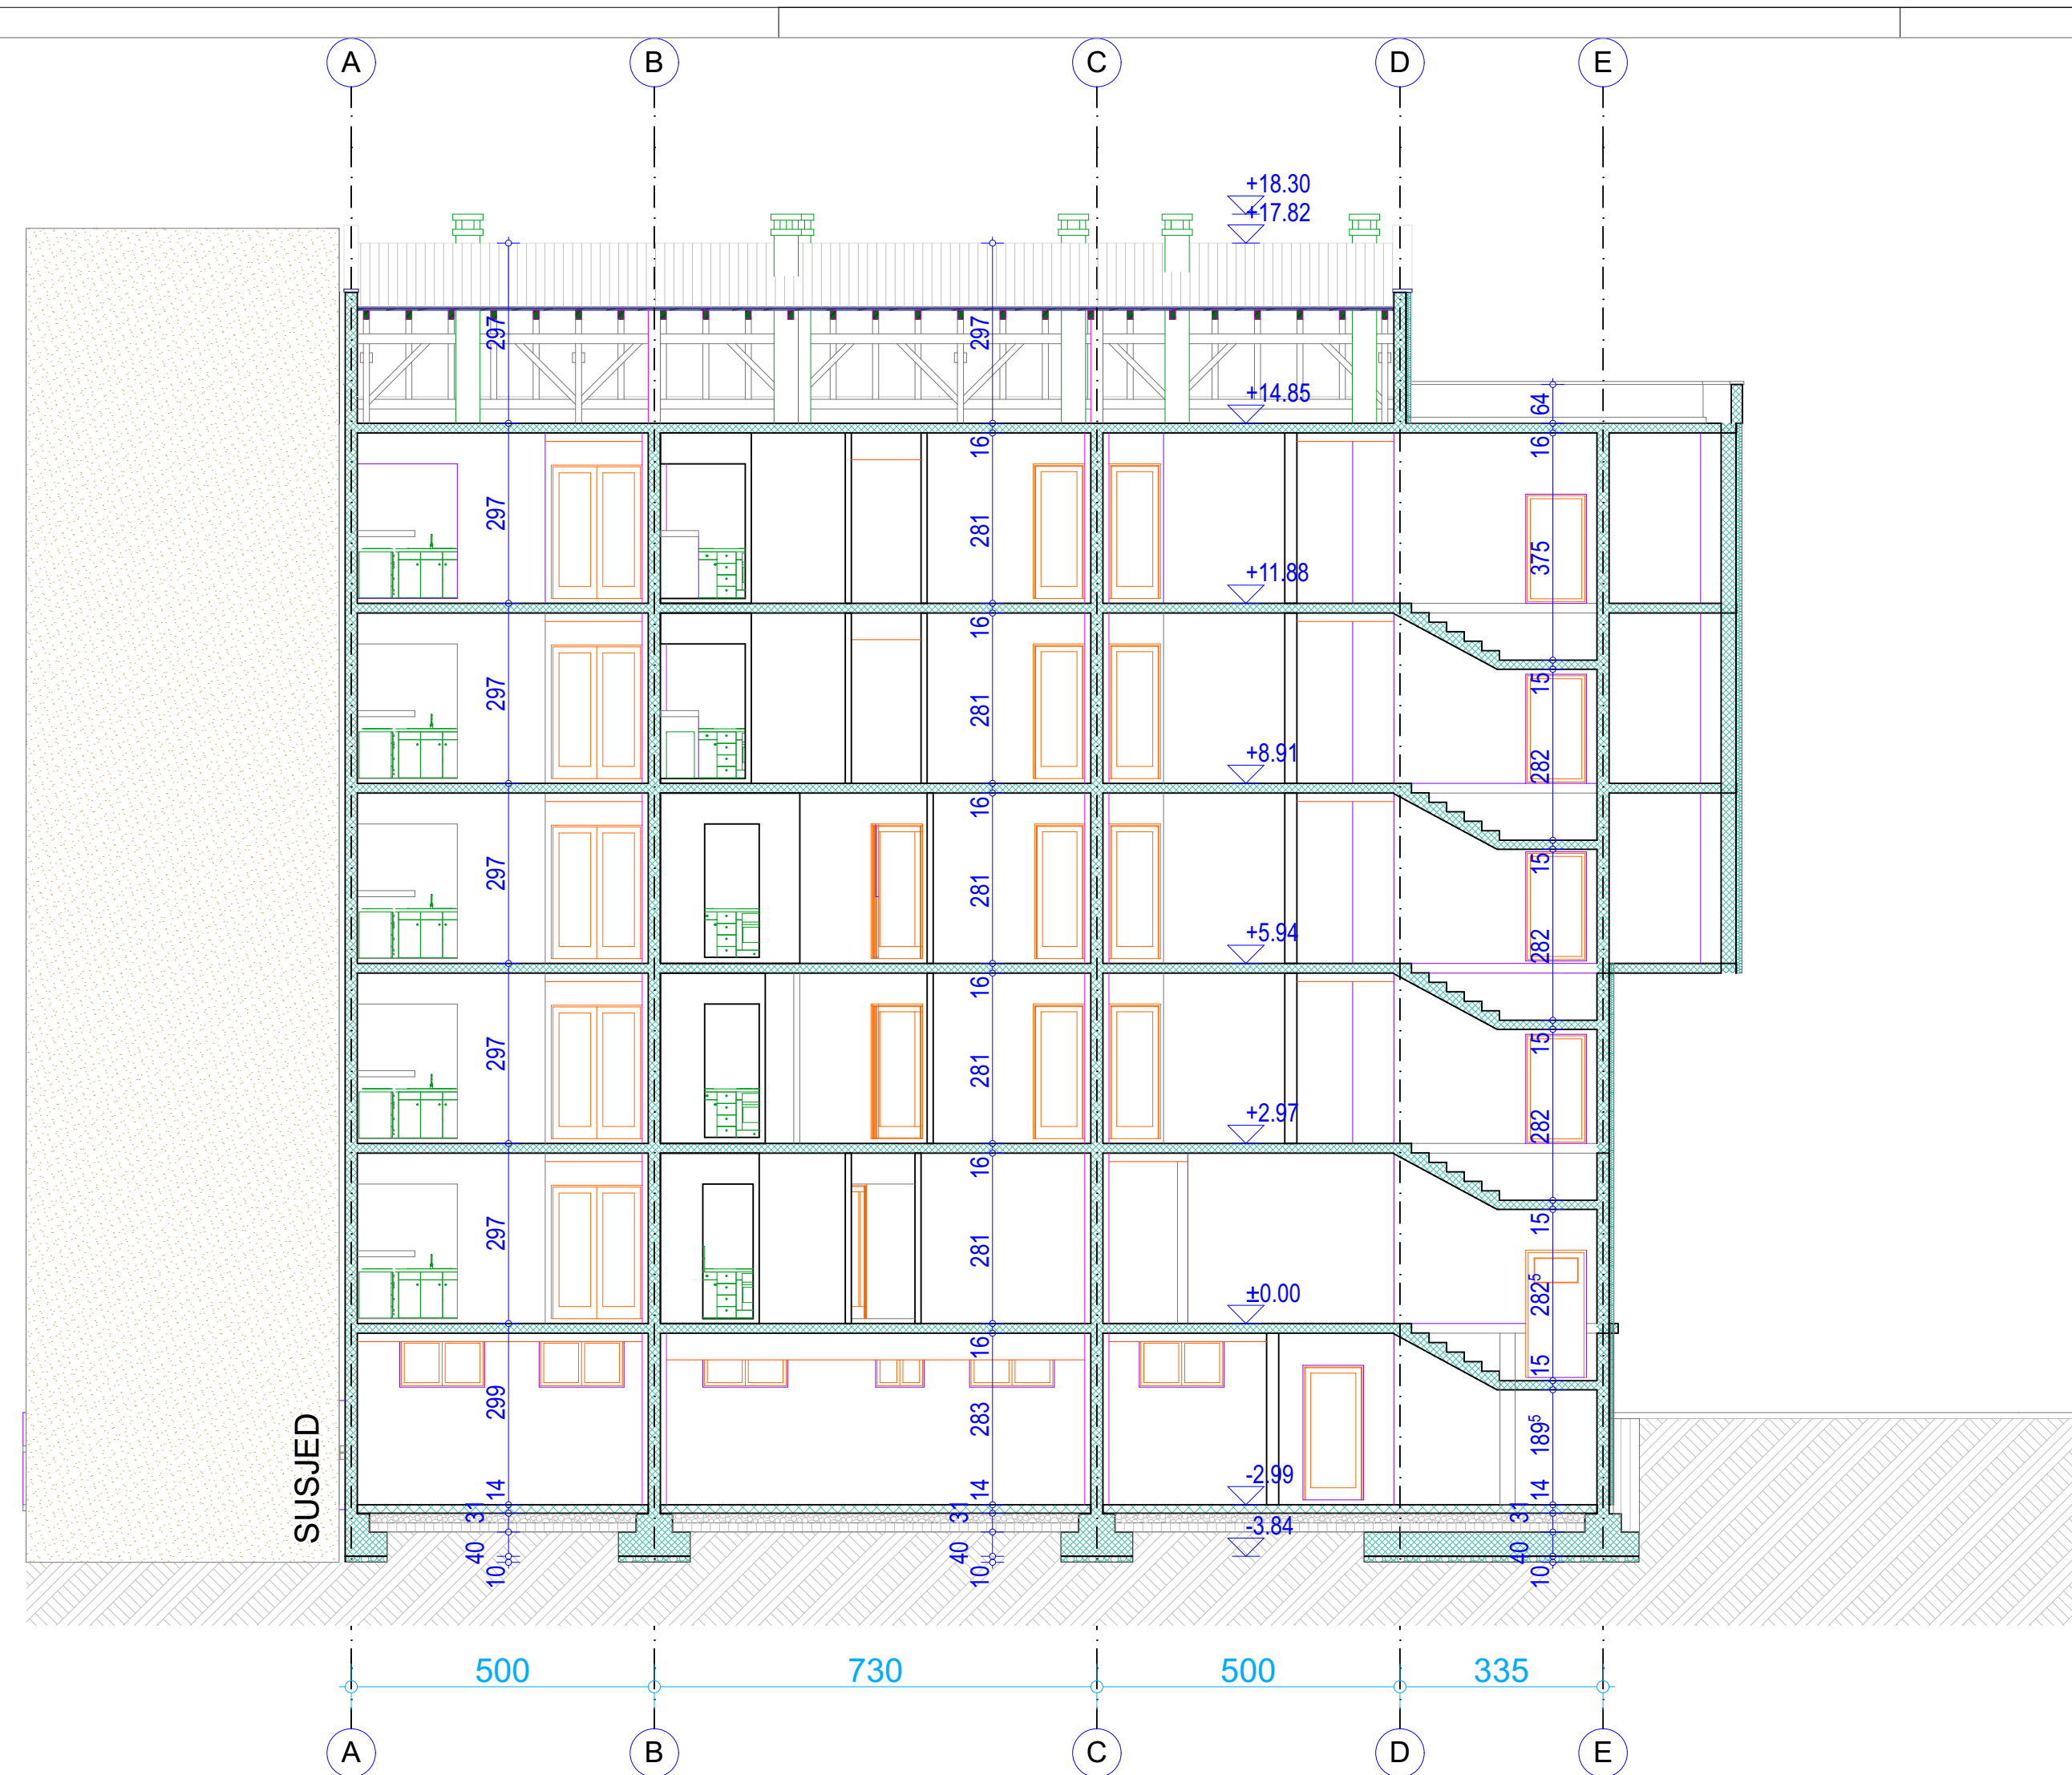 A B C D E
+18.30
+17.82
297 297
+14.85
64
16 16
297 281 375
+11.88
16
15
297 281 282
+8.91
16
15
297 281 282
+5.94
16
15
297 281 282
+2.97
16
15
297 281 282⁵
±0.00
16
15
299 283 189⁵
-2.99
14 14 14
31 31 31
-3.84
40 40 40
10 10 10
SUSJED
500 730 500 335
A B C D E